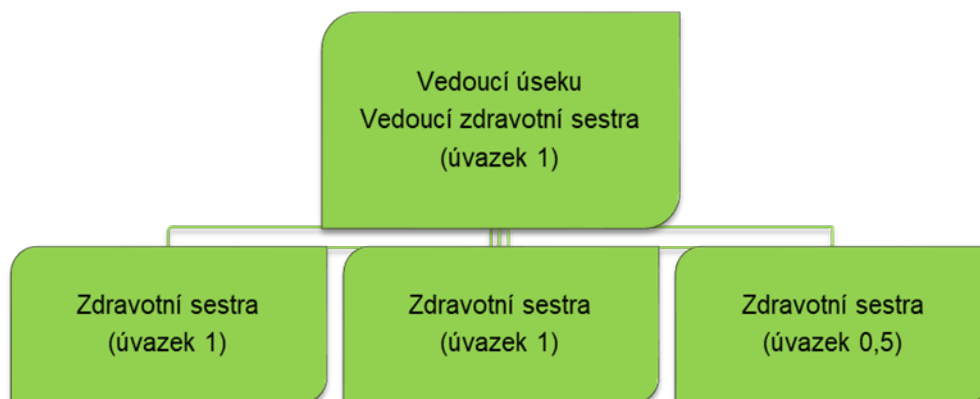 Vedoucí úseku
Vedoucí zdravotní sestra
(úvazek 1)
Zdravotní sestra
(úvazek 1)
Zdravotní sestra
(úvazek 1)
Zdravotní sestra
(úvazek 0,5)